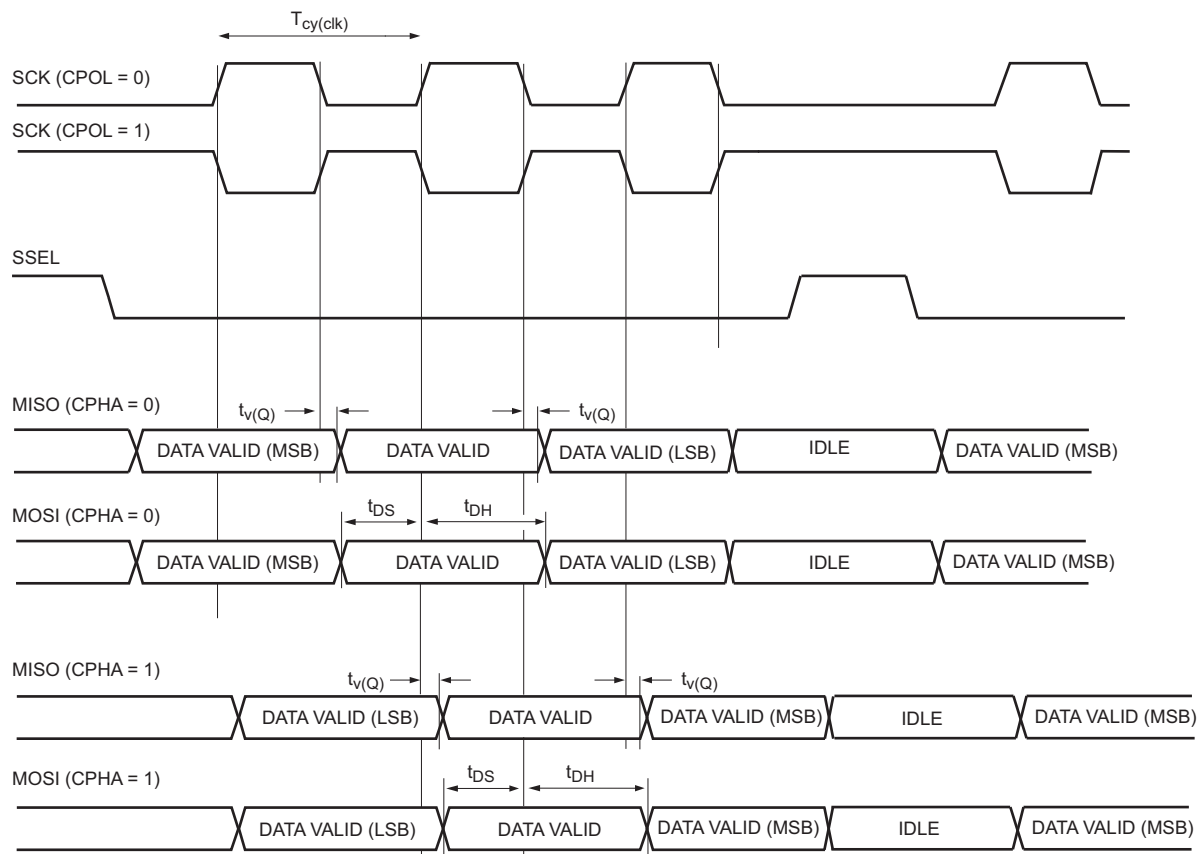 Tcy(clk)
SCK (CPOL = 0)
SCK (CPOL = 1)
SSEL
MISO (CPHA = 0)
tv(Q) tv(Q)
DATA VALID (MSB) DATA VALID DATA VALID (LSB) IDLE DATA VALID (MSB)
MOSI (CPHA = 0)
tDS tDH
DATA VALID (MSB) DATA VALID DATA VALID (LSB) IDLE DATA VALID (MSB)
MISO (CPHA = 1)
tv(Q) tv(Q)
DATA VALID (LSB) DATA VALID DATA VALID (MSB) IDLE DATA VALID (MSB)
MOSI (CPHA = 1)
tDS tDH
DATA VALID (LSB) DATA VALID DATA VALID (MSB) IDLE DATA VALID (MSB)